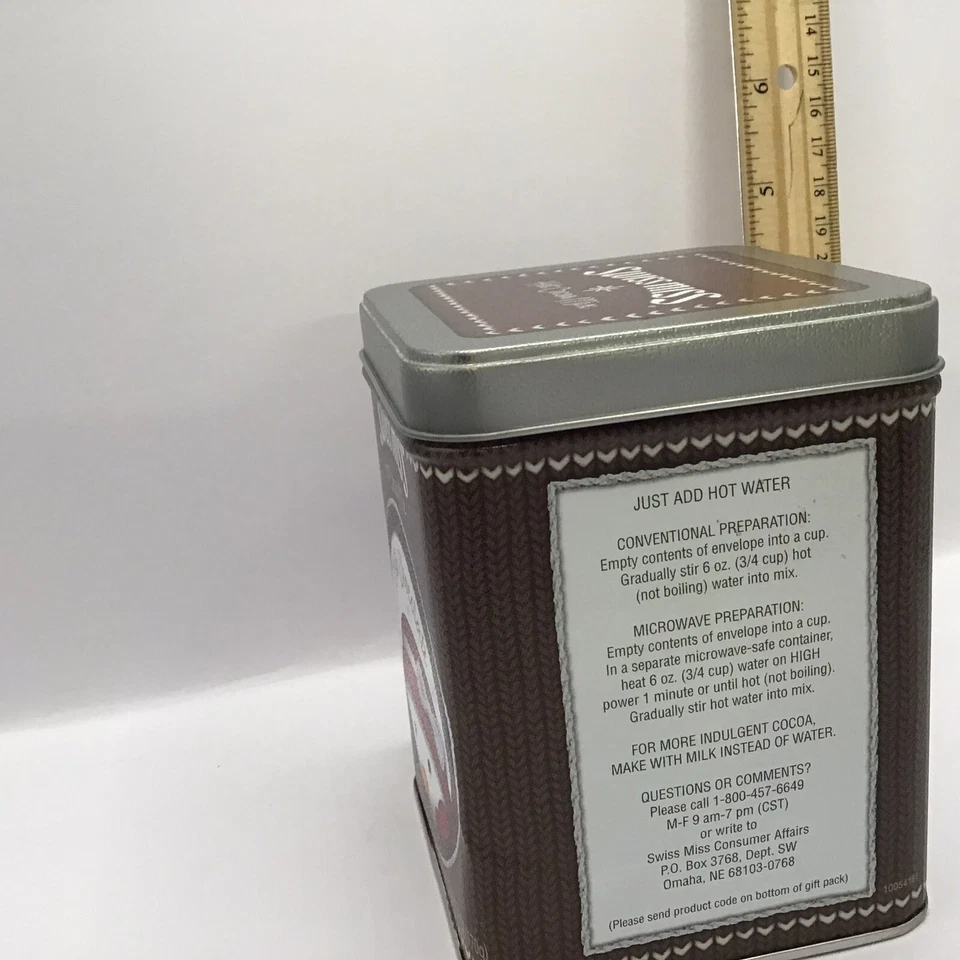 14
15
16
17
18
19
6
5
SWISS MISS
JUST ADD HOT WATER
CONVENTIONAL PREPARATION:
Empty contents of envelope into a cup.
Gradually stir 6 oz. (3/4 cup) hot
(not boiling) water into mix.
MICROWAVE PREPARATION:
Empty contents of envelope into a cup.
In a separate microwave-safe container,
heat 6 oz. (3/4 cup) water on HIGH
power 1 minute or until hot (not boiling).
Gradually stir hot water into mix.
FOR MORE INDULGENT COCOA,
MAKE WITH MILK INSTEAD OF WATER.
QUESTIONS OR COMMENTS?
Please call 1-800-457-6649
M-F 9 am-7 pm (CST)
or write to
Swiss Miss Consumer Affairs
P.O. Box 3768, Dept. SW
Omaha, NE 68103-0768
(Please send product code on bottom of gift pack)